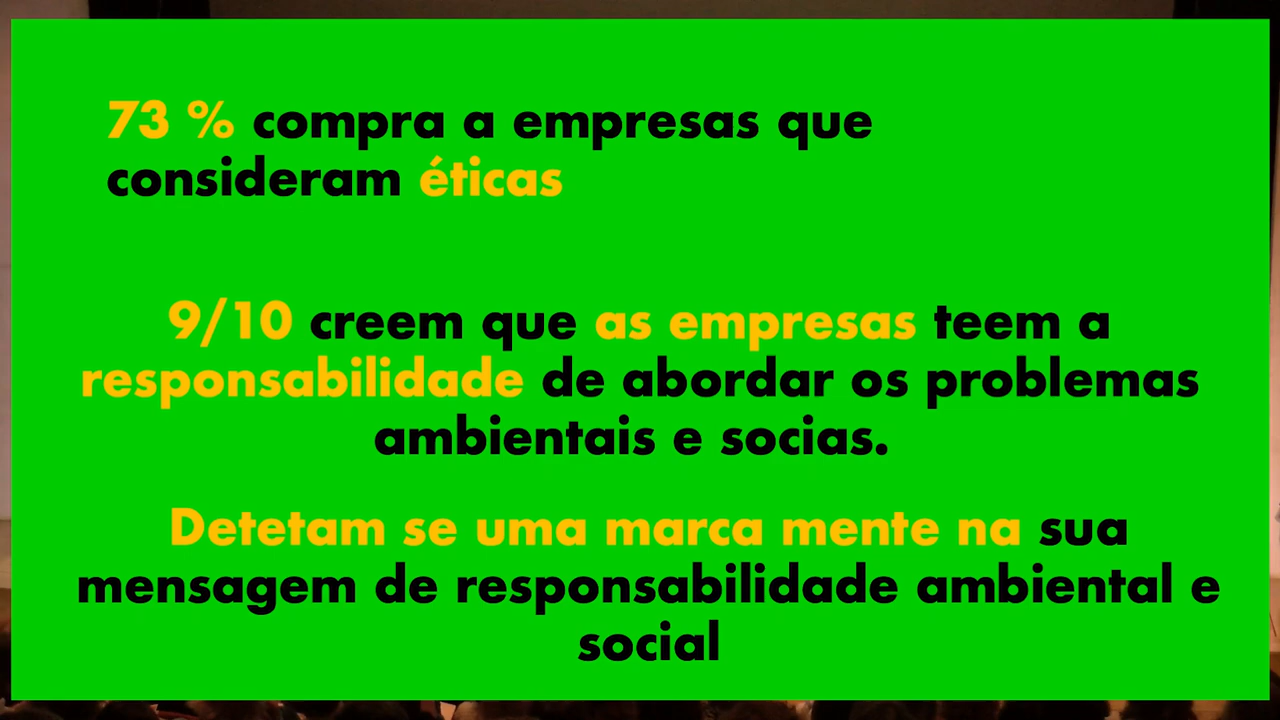 73 % compra a empresas que
consideram éticas
9/10 creem que as empresas teem a
responsabilidade de abordar os problemas
ambientais e socias.
Detetam se uma marca mente na sua
mensagem de responsabilidade ambiental e
social